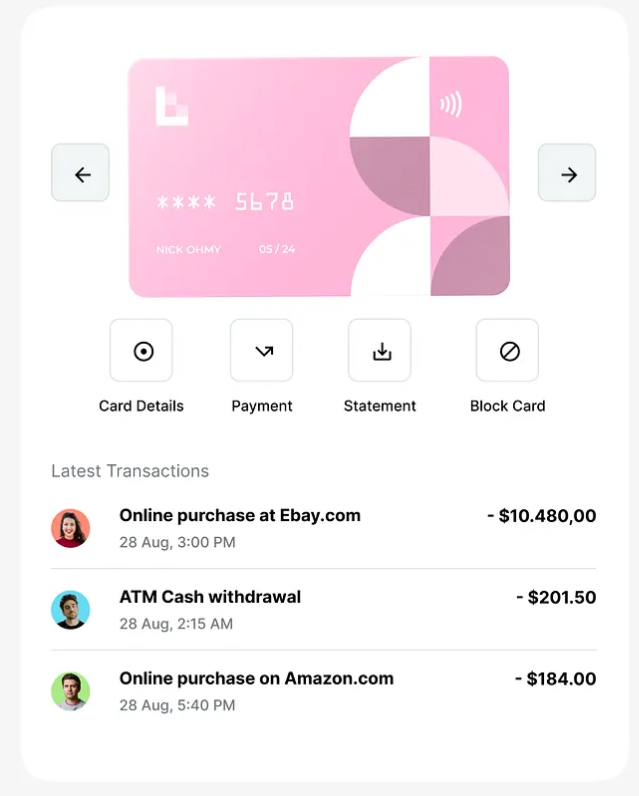 **** 5678
NICK OHMY 05 / 24
Card Details Payment Statement Block Card
Latest Transactions
Online purchase at Ebay.com - $10.480,00
28 Aug, 3:00 PM
ATM Cash withdrawal - $201.50
28 Aug, 2:15 AM
Online purchase on Amazon.com - $184.00
28 Aug, 5:40 PM